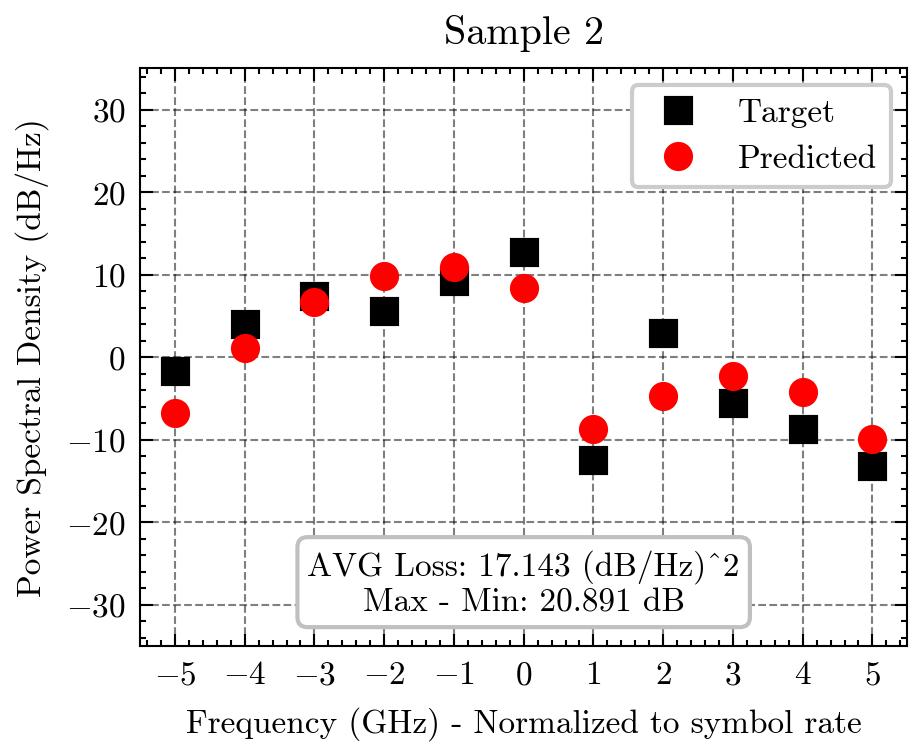 Sample 2
Power Spectral Density (dB/Hz)
30
20
10
0
−10
−20
−30
Target
Predicted
AVG Loss: 17.143 (dB/Hz)^2
Max - Min: 20.891 dB
−5 −4 −3 −2 −1 0 1 2 3 4 5
Frequency (GHz) - Normalized to symbol rate